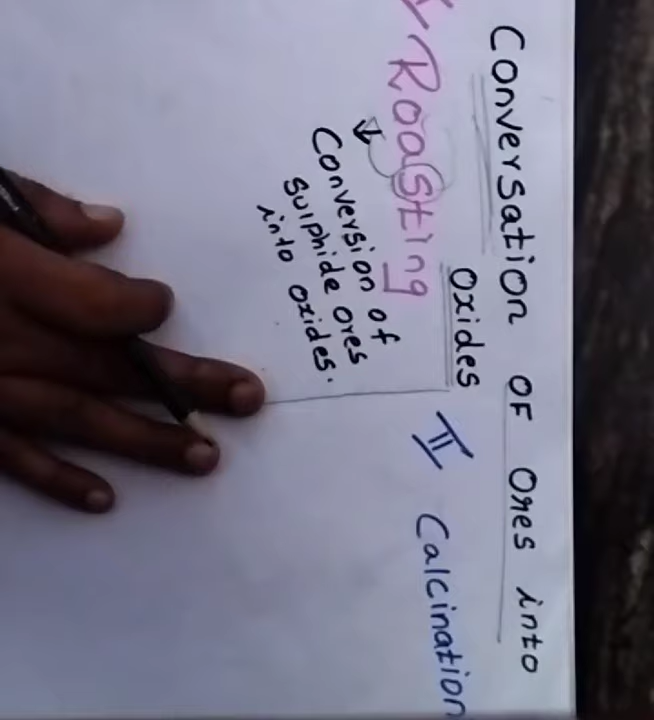 Conversation OF Ores into
oxides
I Roasting
Conversion of
Sulphide ores
into oxides.
II Calcination